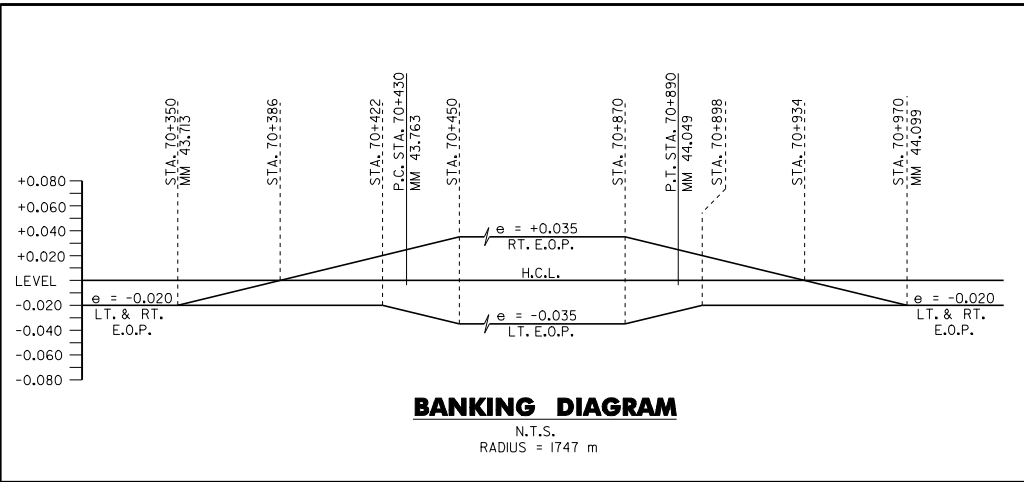 STA. 70+350
MM 43.713
STA. 70+386
STA. 70+422
P.C. STA. 70+430
MM 43.763
STA. 70+450
STA. 70+870
P.T. STA. 70+890
MM 44.049
STA. 70+898
STA. 70+934
STA. 70+970
MM 44.099
+0.080
+0.060
+0.040
+0.020
LEVEL
-0.020
-0.040
-0.060
-0.080
e = -0.020
LT. & RT.
E.O.P.
e = +0.035
RT. E.O.P.
H.C.L.
e = -0.035
LT. E.O.P.
e = -0.020
LT. & RT.
E.O.P.
BANKING DIAGRAM
N.T.S.
RADIUS = 1747 m